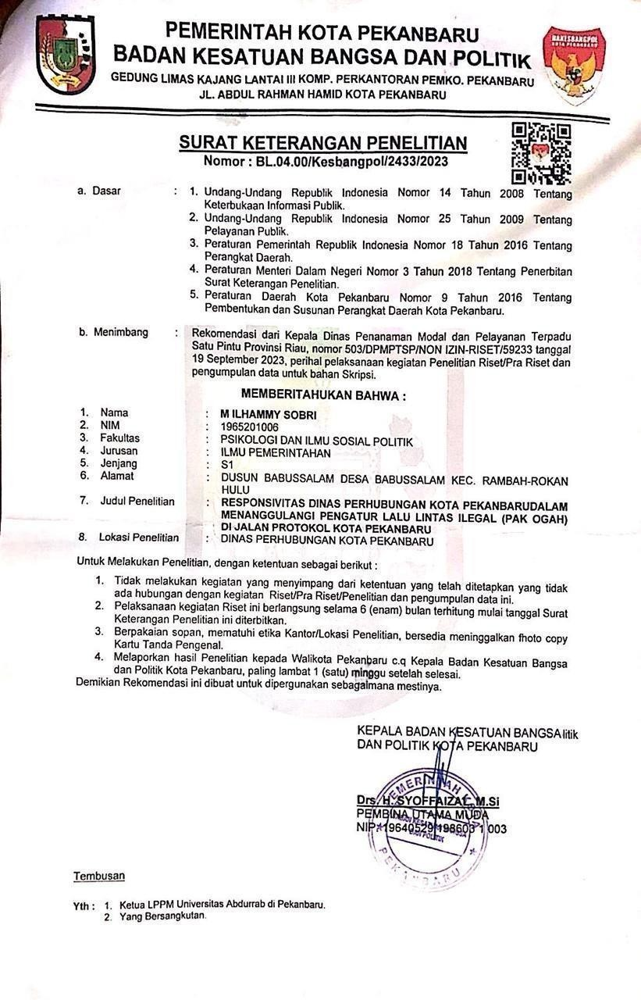 PEMERINTAH KOTA PEKANBARU
BADAN KESATUAN BANGSA DAN POLITIK
GEDUNG LIMAS KAJANG LANTAI III KOMP. PERKANTORAN PEMKO. PEKANBARU
JL. ABDUL RAHMAN HAMID KOTA PEKANBARU
BAKESBANGPOL
KOTA PEKANBARU
SURAT KETERANGAN PENELITIAN
Nomor : BL.04.00/Kesbangpol/2433/2023
a. Dasar : 1. Undang-Undang Republik Indonesia Nomor 14 Tahun 2008 Tentang
Keterbukaan Informasi Publik.
2. Undang-Undang Republik Indonesia Nomor 25 Tahun 2009 Tentang
Pelayanan Publik.
3. Peraturan Pemerintah Republik Indonesia Nomor 18 Tahun 2016 Tentang
Perangkat Daerah.
4. Peraturan Menteri Dalam Negeri Nomor 3 Tahun 2018 Tentang Penerbitan
Surat Keterangan Penelitian.
5. Peraturan Daerah Kota Pekanbaru Nomor 9 Tahun 2016 Tentang
Pembentukan dan Susunan Perangkat Daerah Kota Pekanbaru.
b. Menimbang : Rekomendasi dari Kepala Dinas Penanaman Modal dan Pelayanan Terpadu
Satu Pintu Provinsi Riau, nomor 503/DPMPTSP/NON IZIN-RISET/59233 tanggal
19 September 2023, perihal pelaksanaan kegiatan Penelitian Riset/Pra Riset dan
pengumpulan data untuk bahan Skripsi.
MEMBERITAHUKAN BAHWA :
1. Nama : M ILHAMMY SOBRI
2. NIM : 1965201006
3. Fakultas : PSIKOLOGI DAN ILMU SOSIAL POLITIK
4. Jurusan : ILMU PEMERINTAHAN
5. Jenjang : S1
6. Alamat : DUSUN BABUSSALAM DESA BABUSSALAM KEC. RAMBAH-ROKAN
HULU
7. Judul Penelitian : RESPONSIVITAS DINAS PERHUBUNGAN KOTA PEKANBARUDALAM
MENANGGULANGI PENGATUR LALU LINTAS ILEGAL (PAK OGAH)
DI JALAN PROTOKOL KOTA PEKANBARU
8. Lokasi Penelitian : DINAS PERHUBUNGAN KOTA PEKANBARU
Untuk Melakukan Penelitian, dengan ketentuan sebagai berikut :
1. Tidak melakukan kegiatan yang menyimpang dari ketentuan yang telah ditetapkan yang tidak
ada hubungan dengan kegiatan Riset/Pra Riset/Penelitian dan pengumpulan data ini.
2. Pelaksanaan kegiatan Riset ini berlangsung selama 6 (enam) bulan terhitung mulai tanggal Surat
Keterangan Penelitian ini diterbitkan.
3. Berpakaian sopan, mematuhi etika Kantor/Lokasi Penelitian, bersedia meninggalkan fhoto copy
Kartu Tanda Pengenal.
4. Melaporkan hasil Penelitian kepada Walikota Pekanbaru c.q Kepala Badan Kesatuan Bangsa
dan Politik Kota Pekanbaru, paling lambat 1 (satu) minggu setelah selesai.
Demikian Rekomendasi ini dibuat untuk dipergunakan sebagaimana mestinya.
KEPALA BADAN KESATUAN BANGSAlitik
DAN POLITIK KOTA PEKANBARU
Drs. H. SYOFFAIZAL, M.Si
PEMBINA UTAMA MUDA
NIP. 19640529 198603 1 003
PEKANBARU
Tembusan
Yth : 1. Ketua LPPM Universitas Abdurrab di Pekanbaru.
2. Yang Bersangkutan.